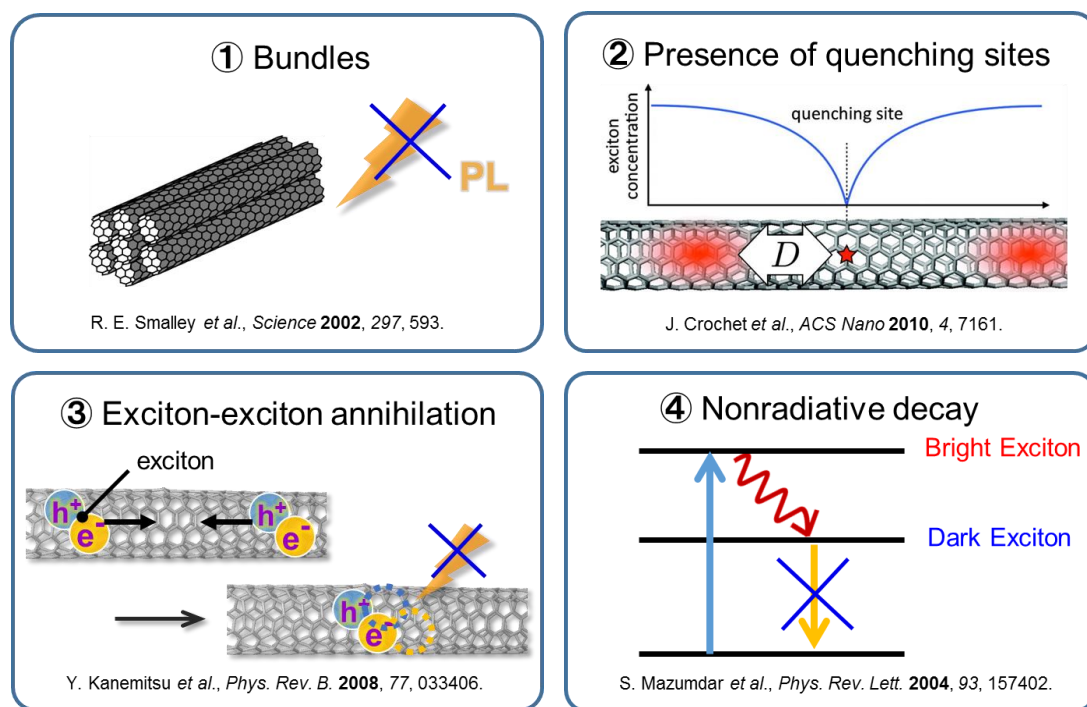 ① Bundles
PL
R. E. Smalley et al., Science 2002, 297, 593.
② Presence of quenching sites
exciton
concentration
quenching site
D
J. Crochet et al., ACS Nano 2010, 4, 7161.
③ Exciton-exciton annihilation
exciton
h⁺
e⁻
h⁺
e⁻
h⁺
e⁻
Y. Kanemitsu et al., Phys. Rev. B. 2008, 77, 033406.
④ Nonradiative decay
Bright Exciton
Dark Exciton
S. Mazumdar et al., Phys. Rev. Lett. 2004, 93, 157402.